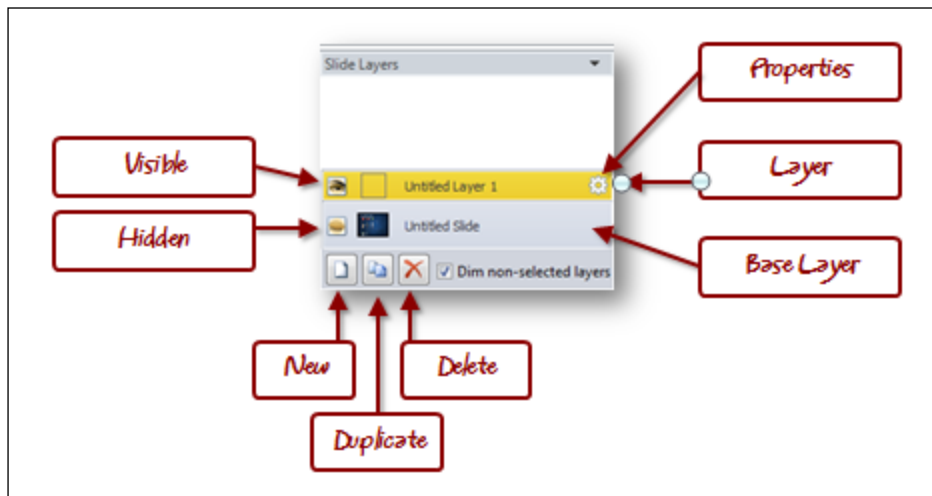 Slide Layers
Properties
Visible
Untitled Layer 1
Layer
Hidden
Untitled Slide
Base Layer
Dim non-selected layers
New
Delete
Duplicate